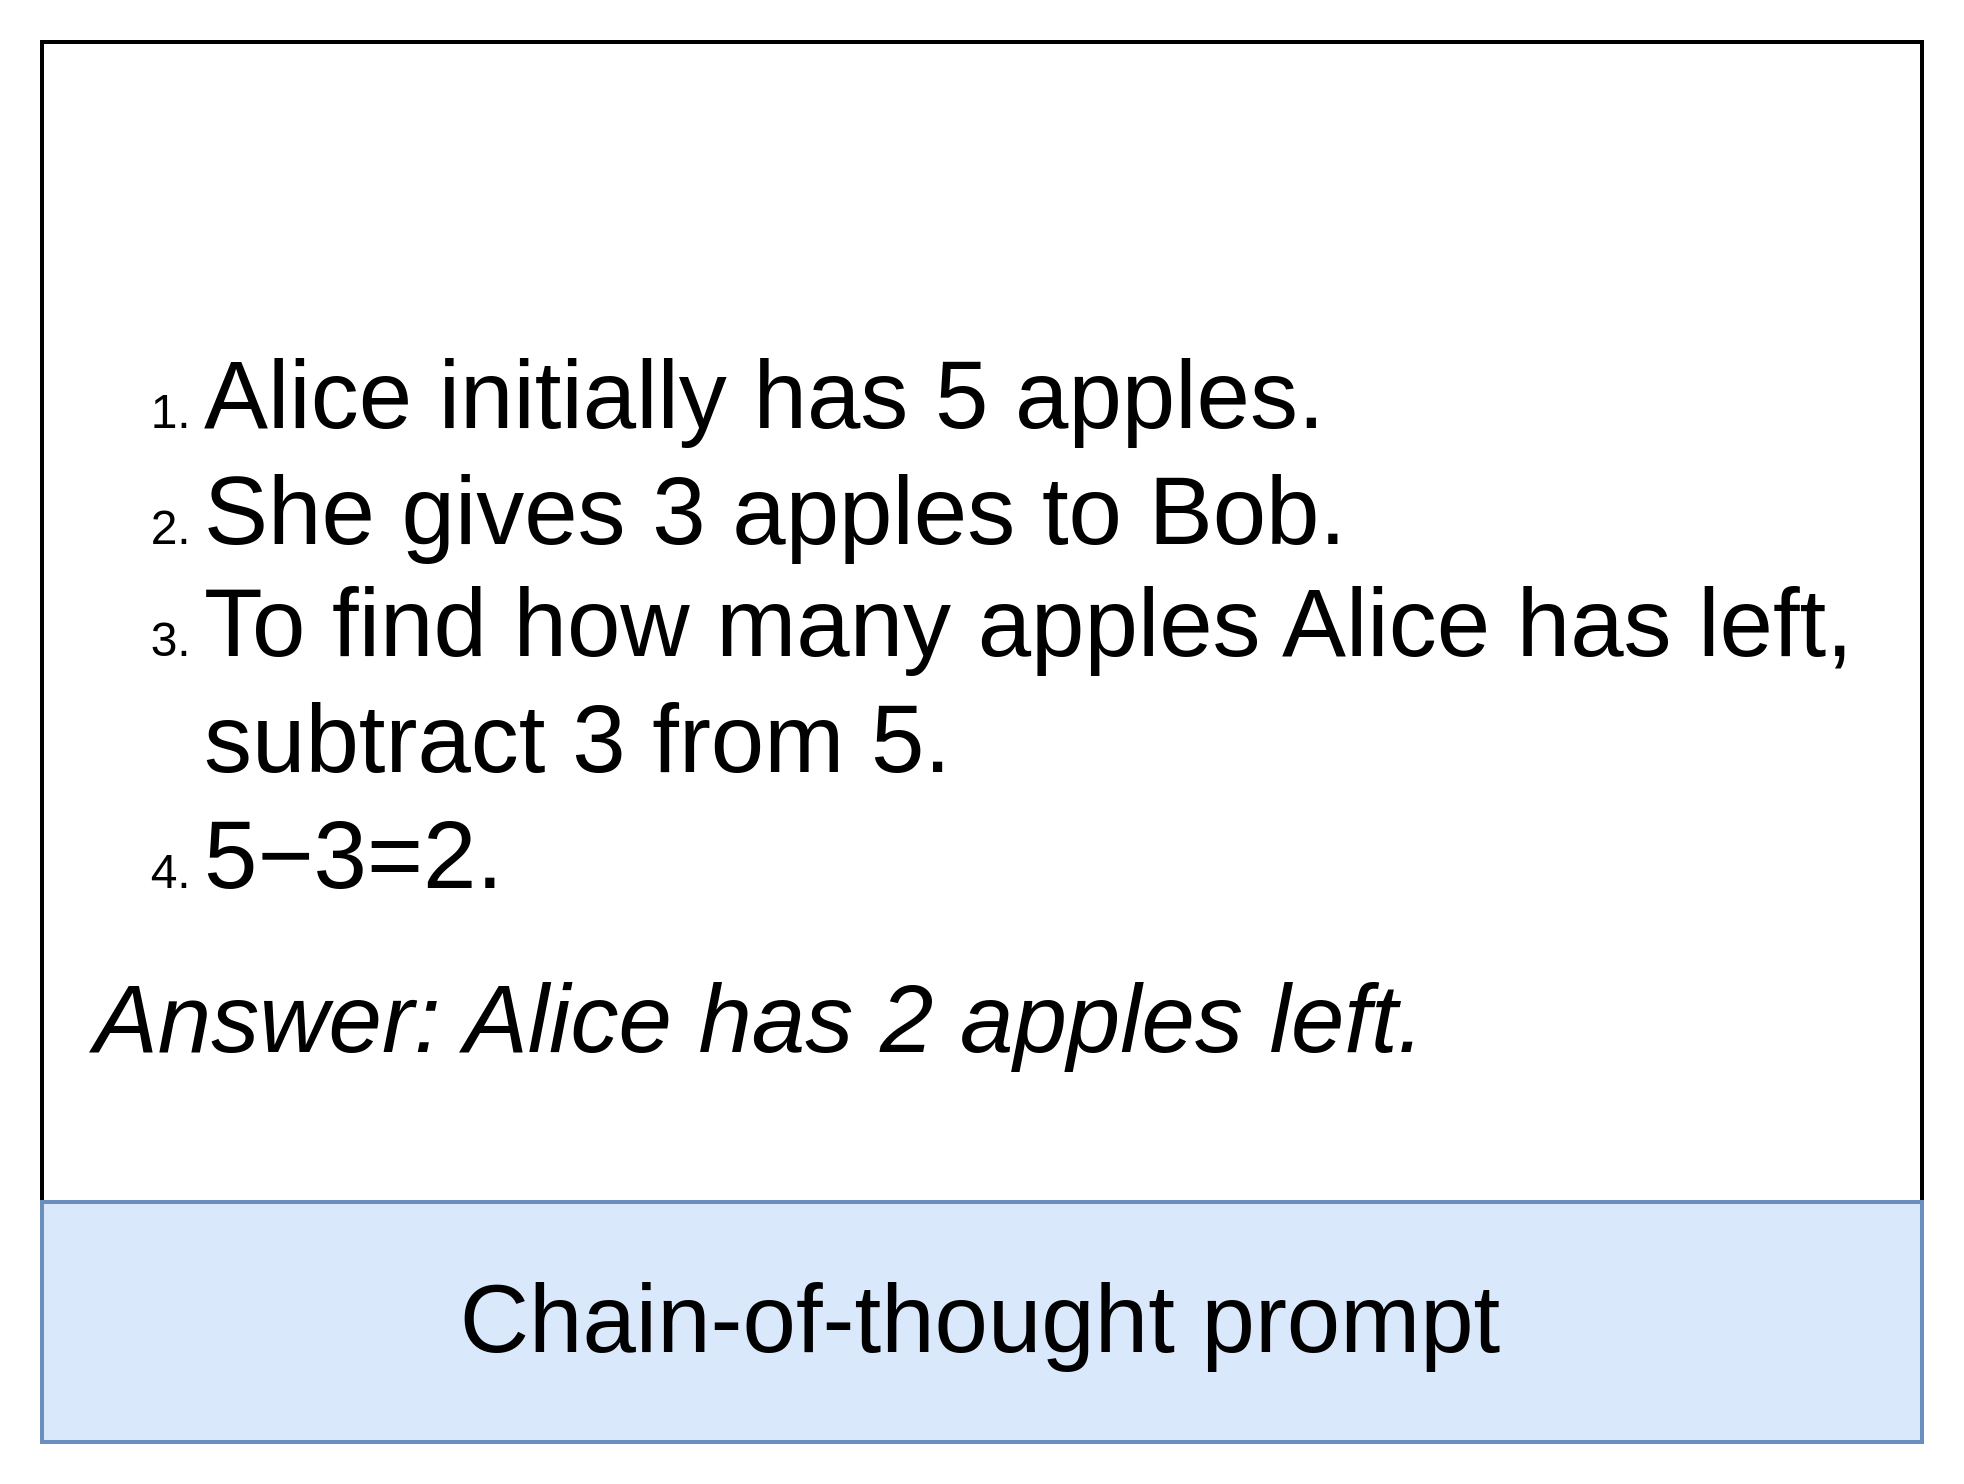 1. Alice initially has 5 apples.
2. She gives 3 apples to Bob.
3. To find how many apples Alice has left,
subtract 3 from 5.
4. 5−3=2.
Answer: Alice has 2 apples left.
Chain-of-thought prompt